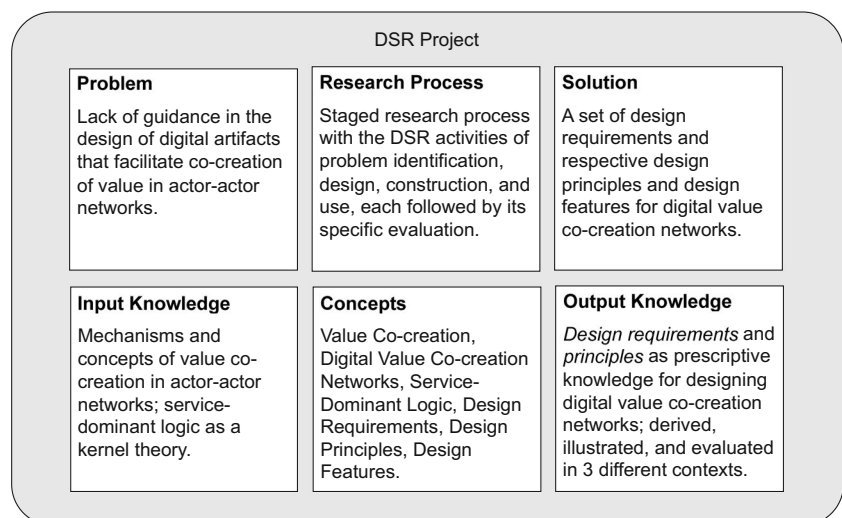 DSR Project
Problem
Lack of guidance in the
design of digital artifacts
that facilitate co-creation
of value in actor-actor
networks.
Research Process
Staged research process
with the DSR activities of
problem identification,
design, construction, and
use, each followed by its
specific evaluation.
Solution
A set of design
requirements and
respective design
principles and design
features for digital value
co-creation networks.
Input Knowledge
Mechanisms and
concepts of value co-
creation in actor-actor
networks; service-
dominant logic as a
kernel theory.
Concepts
Value Co-creation,
Digital Value Co-creation
Networks, Service-
Dominant Logic, Design
Requirements, Design
Principles, Design
Features.
Output Knowledge
Design requirements and
principles as prescriptive
knowledge for designing
digital value co-creation
networks; derived,
illustrated, and evaluated
in 3 different contexts.